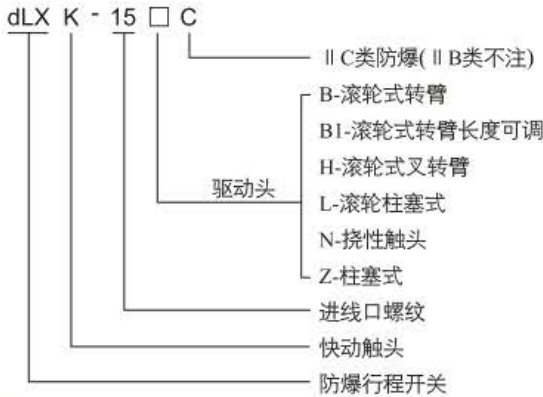 dLX K - 15 □ C
ⅡC类防爆(ⅡB类不注)
B-滚轮式转臂
B1-滚轮式转臂长度可调
H-滚轮式叉转臂
驱动头
L-滚轮柱塞式
N-挠性触头
Z-柱塞式
进线口螺纹
快动触头
防爆行程开关